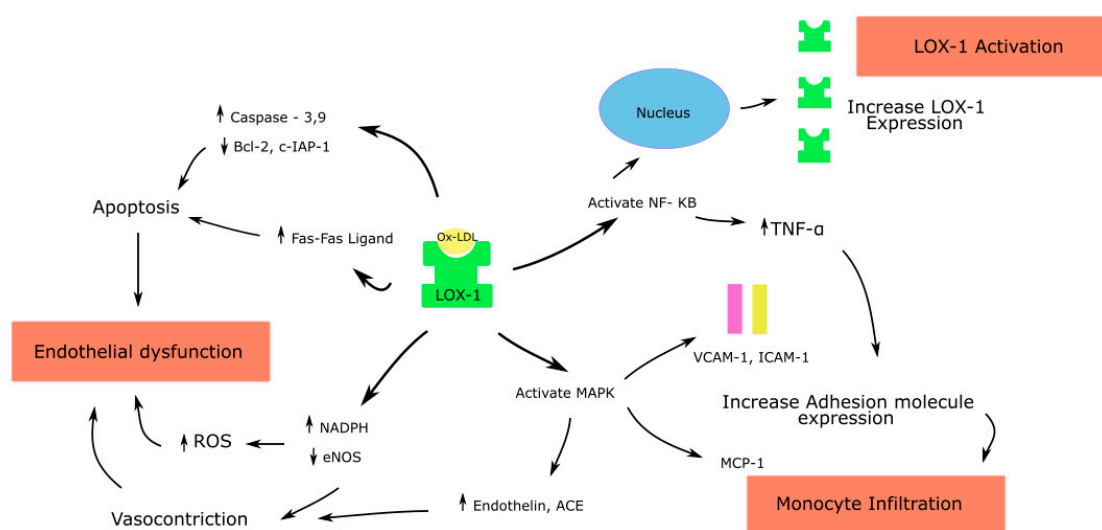 LOX-1 Activation
Nucleus
Increase LOX-1
Expression
Caspase - 3,9
Bcl-2, c-IAP-1
Apoptosis
Activate NF- KB
TNF-α
Fas-Fas Ligand
Ox-LDL
LOX-1
Endothelial dysfunction
VCAM-1, ICAM-1
Activate MAPK
Increase Adhesion molecule
expression
NADPH
ROS
eNOS
MCP-1
Endothelin, ACE
Monocyte Infiltration
Vasocontriction